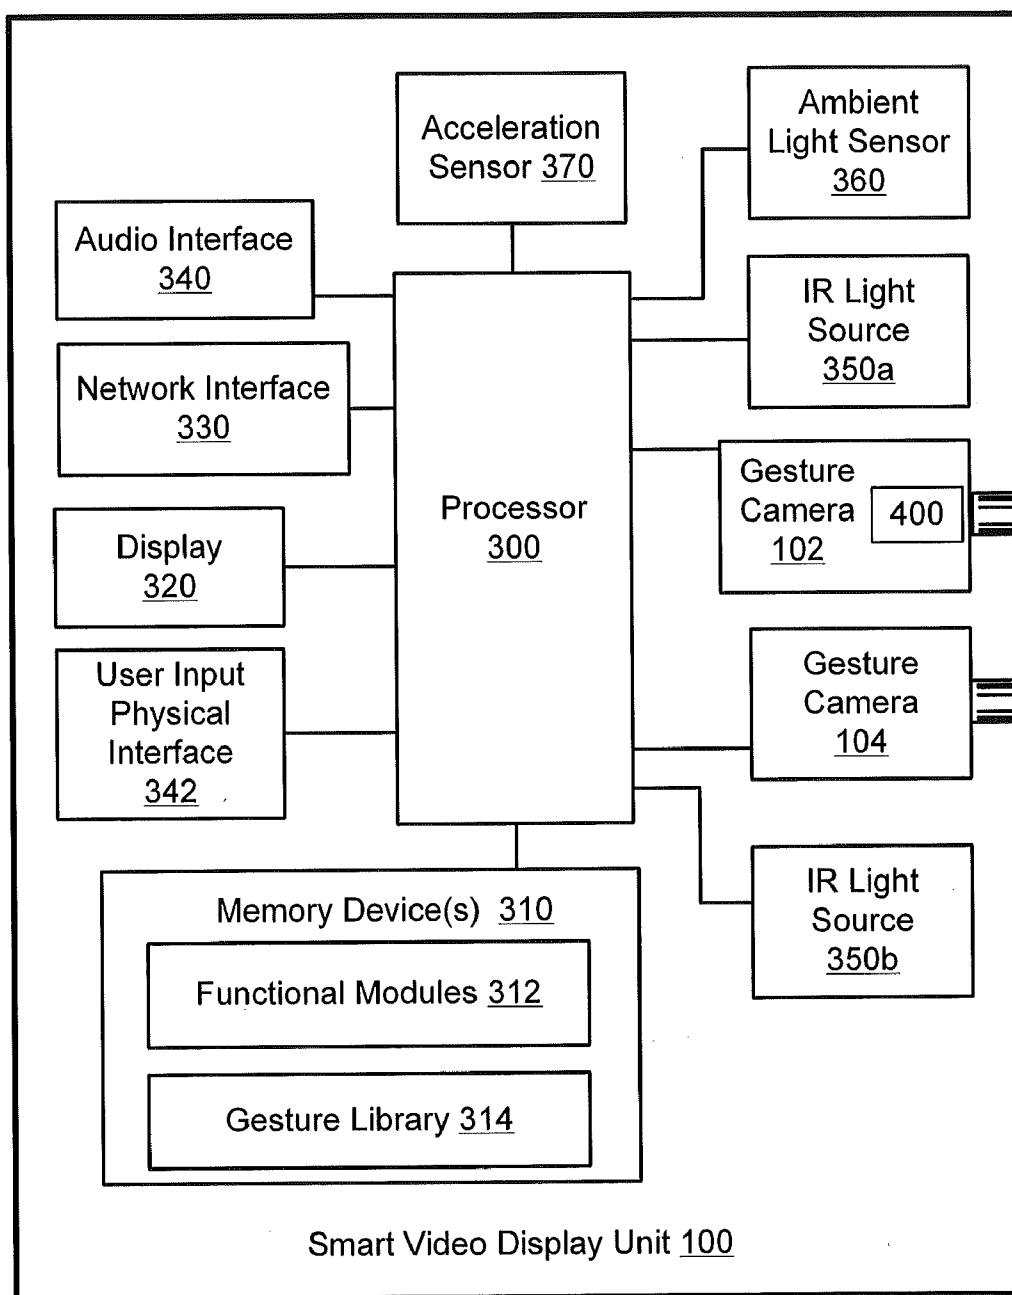 Acceleration
Sensor 370
Ambient
Light Sensor
360
Audio Interface
340
IR Light
Source
350a
Network Interface
330
Gesture
Camera
102
400
Processor
300
Display
320
Gesture
Camera
104
User Input
Physical
Interface
342
IR Light
Source
350b
Memory Device(s) 310
Functional Modules 312
Gesture Library 314
Smart Video Display Unit 100